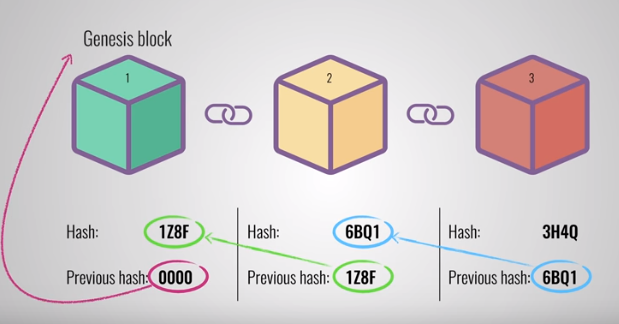 Genesis block
1
2
3
Hash: 1Z8F
Previous hash: 0000
Hash: 6BQ1
Previous hash: 1Z8F
Hash: 3H4Q
Previous hash: 6BQ1